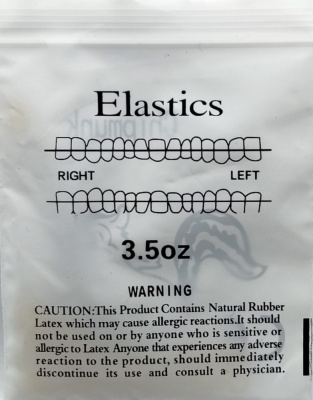 Elastics
RIGHT LEFT
3.5oz
WARNING
CAUTION:This Product Contains Natural Rubber
Latex which may cause allergic reactions.It should
not be used on or by anyone who is sensitive or
allergic to Latex Anyone that experiences any adverse
reaction to the product, should immediately
discontinue its use and consult a physician.